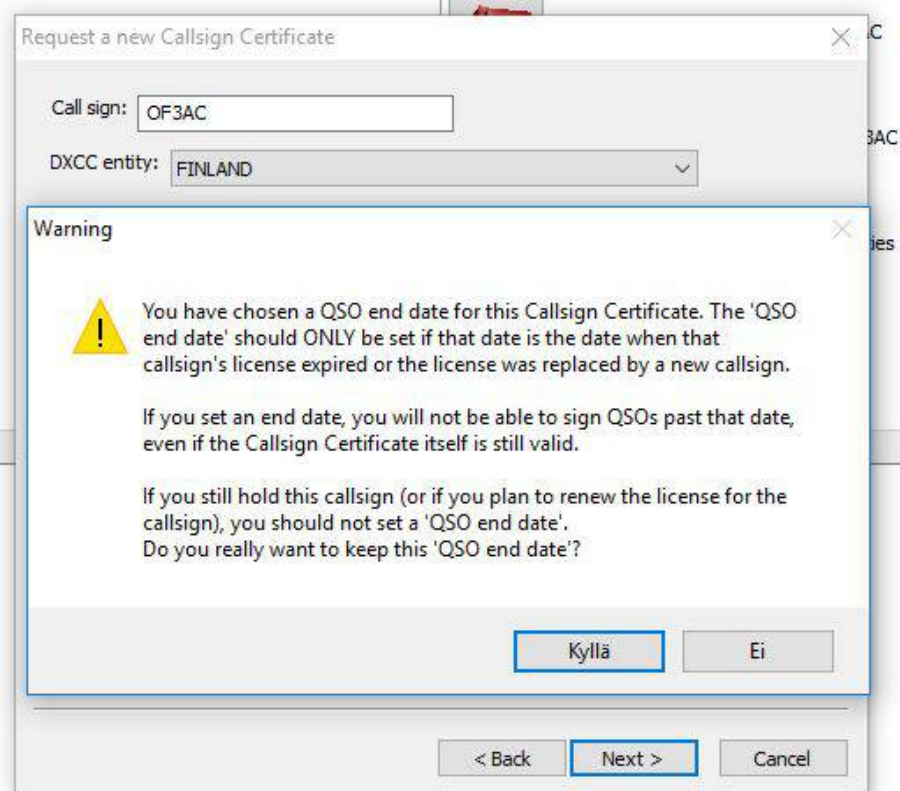 Request a new Callsign Certificate
Call sign: OF3AC
DXCC entity: FINLAND
Warning
You have chosen a QSO end date for this Callsign Certificate. The 'QSO
end date' should ONLY be set if that date is the date when that
callsign's license expired or the license was replaced by a new callsign.
If you set an end date, you will not be able to sign QSOs past that date,
even if the Callsign Certificate itself is still valid.
If you still hold this callsign (or if you plan to renew the license for the
callsign), you should not set a 'QSO end date'.
Do you really want to keep this 'QSO end date'?
Kyllä Ei
< Back Next > Cancel